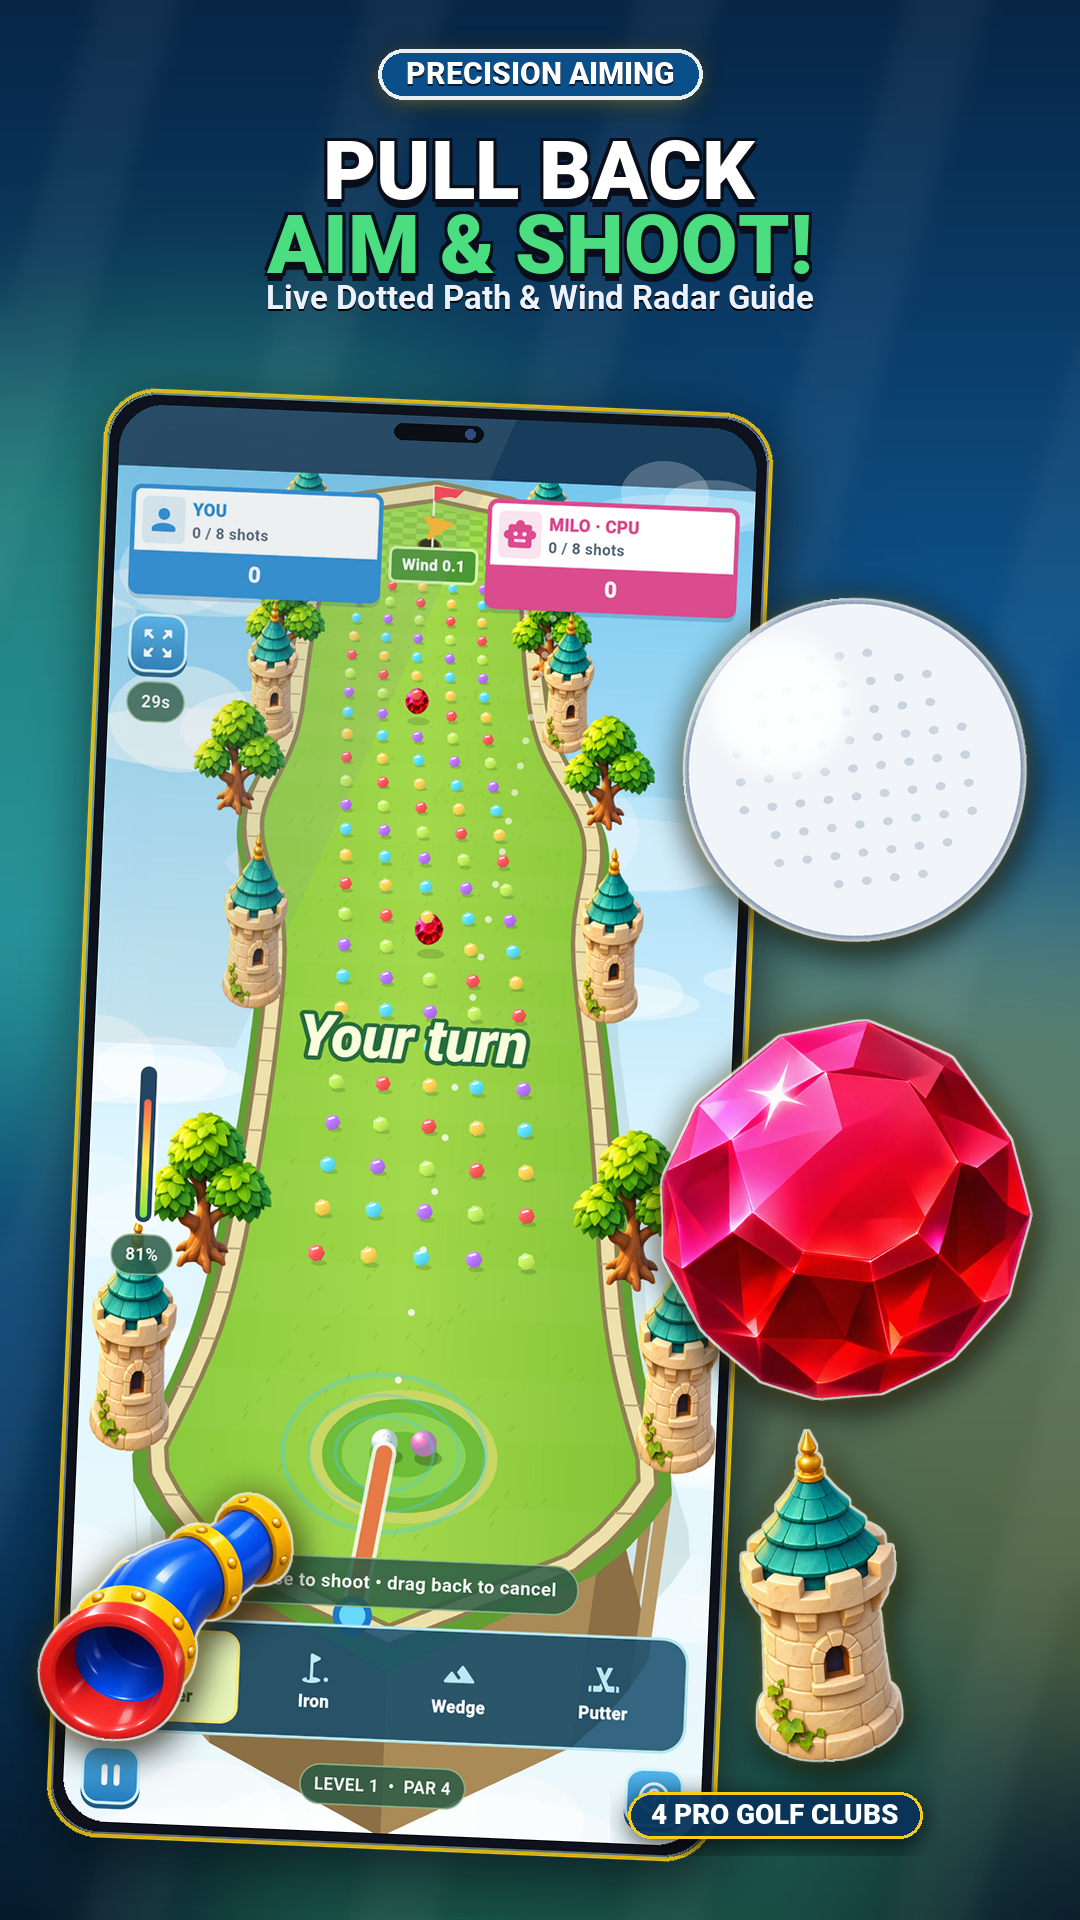 PRECISION AIMING
PULL BACK
AIM & SHOOT!
Live Dotted Path & Wind Radar Guide
YOU
0 / 8 shots
0
MILO · CPU
0 / 8 shots
0
Wind 0.1
29s
Your turn
81%
to shoot • drag back to cancel
Iron
Wedge
Putter
LEVEL 1 • PAR 4
4 PRO GOLF CLUBS